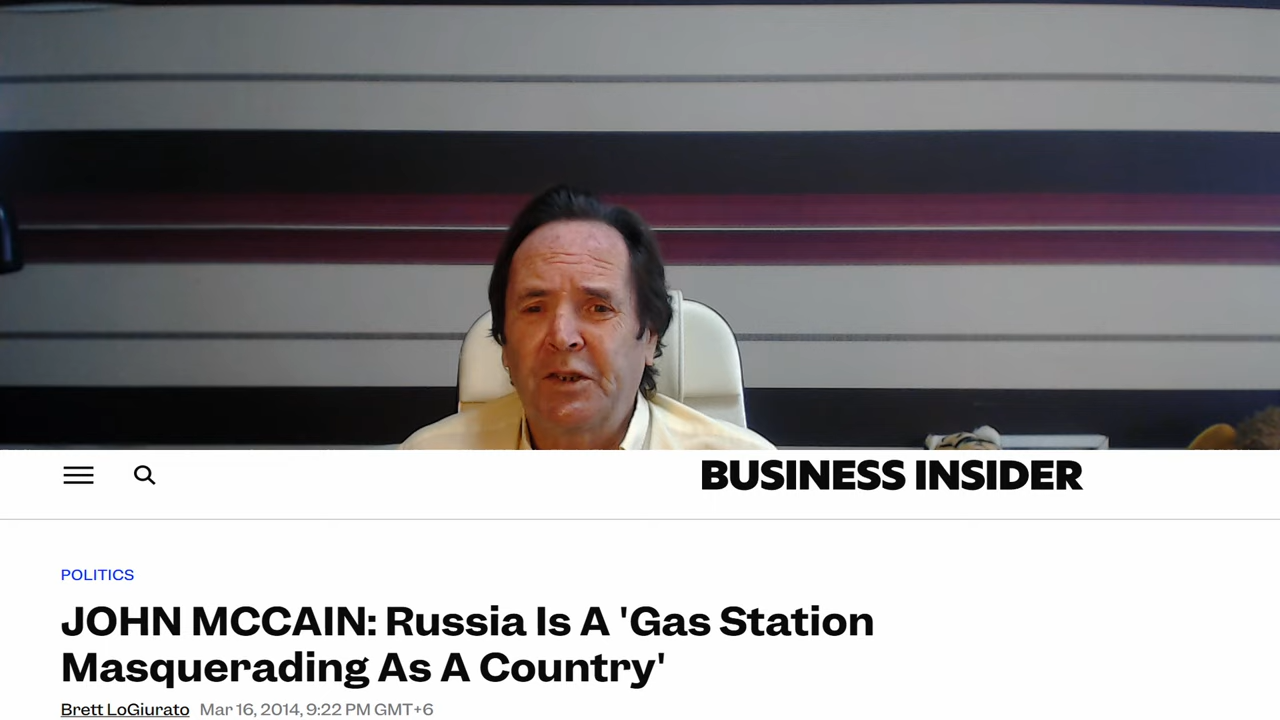 BUSINESS INSIDER
POLITICS
JOHN MCCAIN: Russia Is A 'Gas Station
Masquerading As A Country'
Brett LoGiurato Mar 16, 2014, 9:22 PM GMT+6